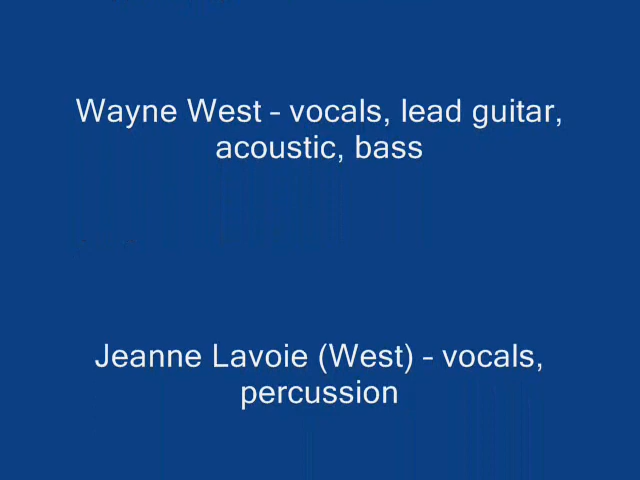 Wayne West – vocals, lead guitar,
acoustic, bass
Jeanne Lavoie (West) – vocals,
percussion